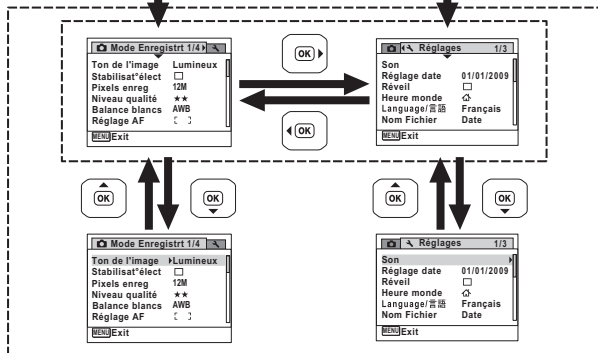 Mode Enregistrt 1/4
Ton de l'image Lumineux
Stabilisat°élect
Pixels enreg 12M
Niveau qualité ★★
Balance blancs AWB
Réglage AF [ ]
MENU Exit
OK
OK
Réglages 1/3
Son
Réglage date 01/01/2009
Réveil
Heure monde
Language/言語 Français
Nom Fichier Date
MENU Exit
OK
OK
OK
OK
Mode Enregistrt 1/4
Ton de l'image Lumineux
Stabilisat°élect
Pixels enreg 12M
Niveau qualité ★★
Balance blancs AWB
Réglage AF [ ]
MENU Exit
Réglages 1/3
Son
Réglage date 01/01/2009
Réveil
Heure monde
Language/言語 Français
Nom Fichier Date
MENU Exit